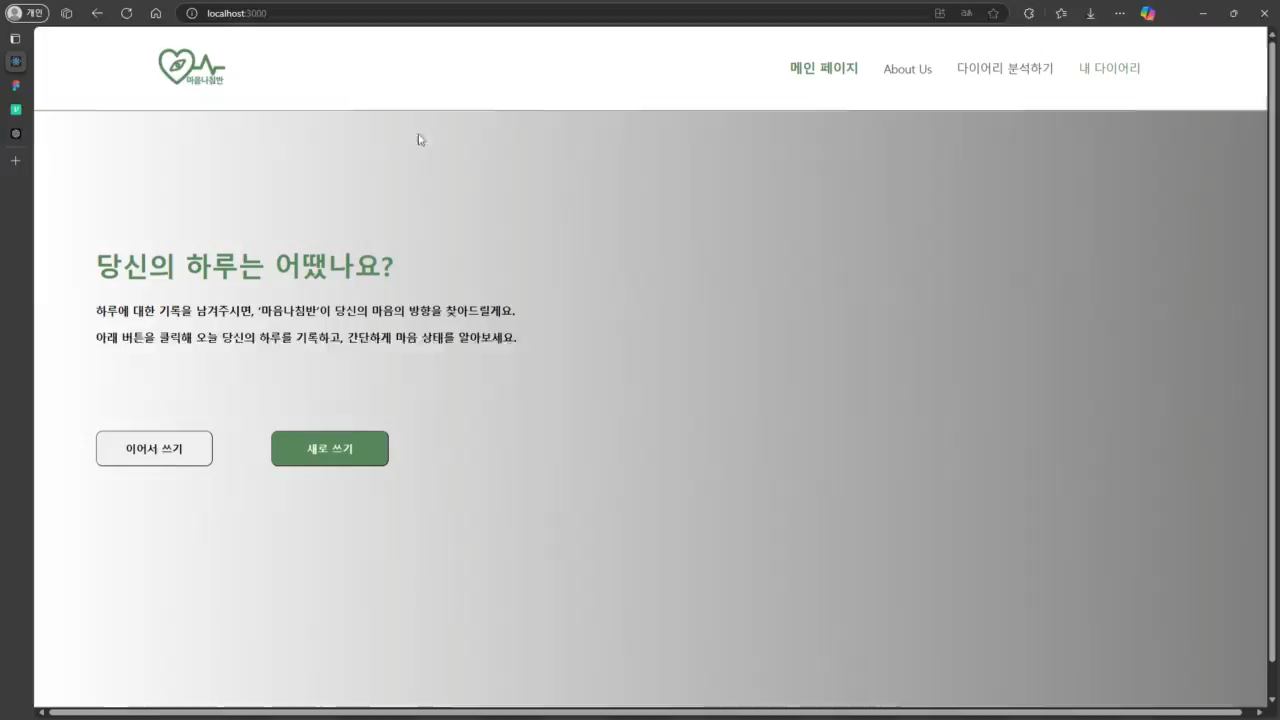 개인
localhost:3000
마음나침반
메인 페이지 About Us 다이어리 분석하기 내 다이어리
당신의 하루는 어땠나요?
하루에 대한 기록을 남겨주시면, ‘마음나침반’이 당신의 마음의 방향을 찾아드릴게요.
아래 버튼을 클릭해 오늘 당신의 하루를 기록하고, 간단하게 마음 상태를 알아보세요.
이어서 쓰기 새로 쓰기